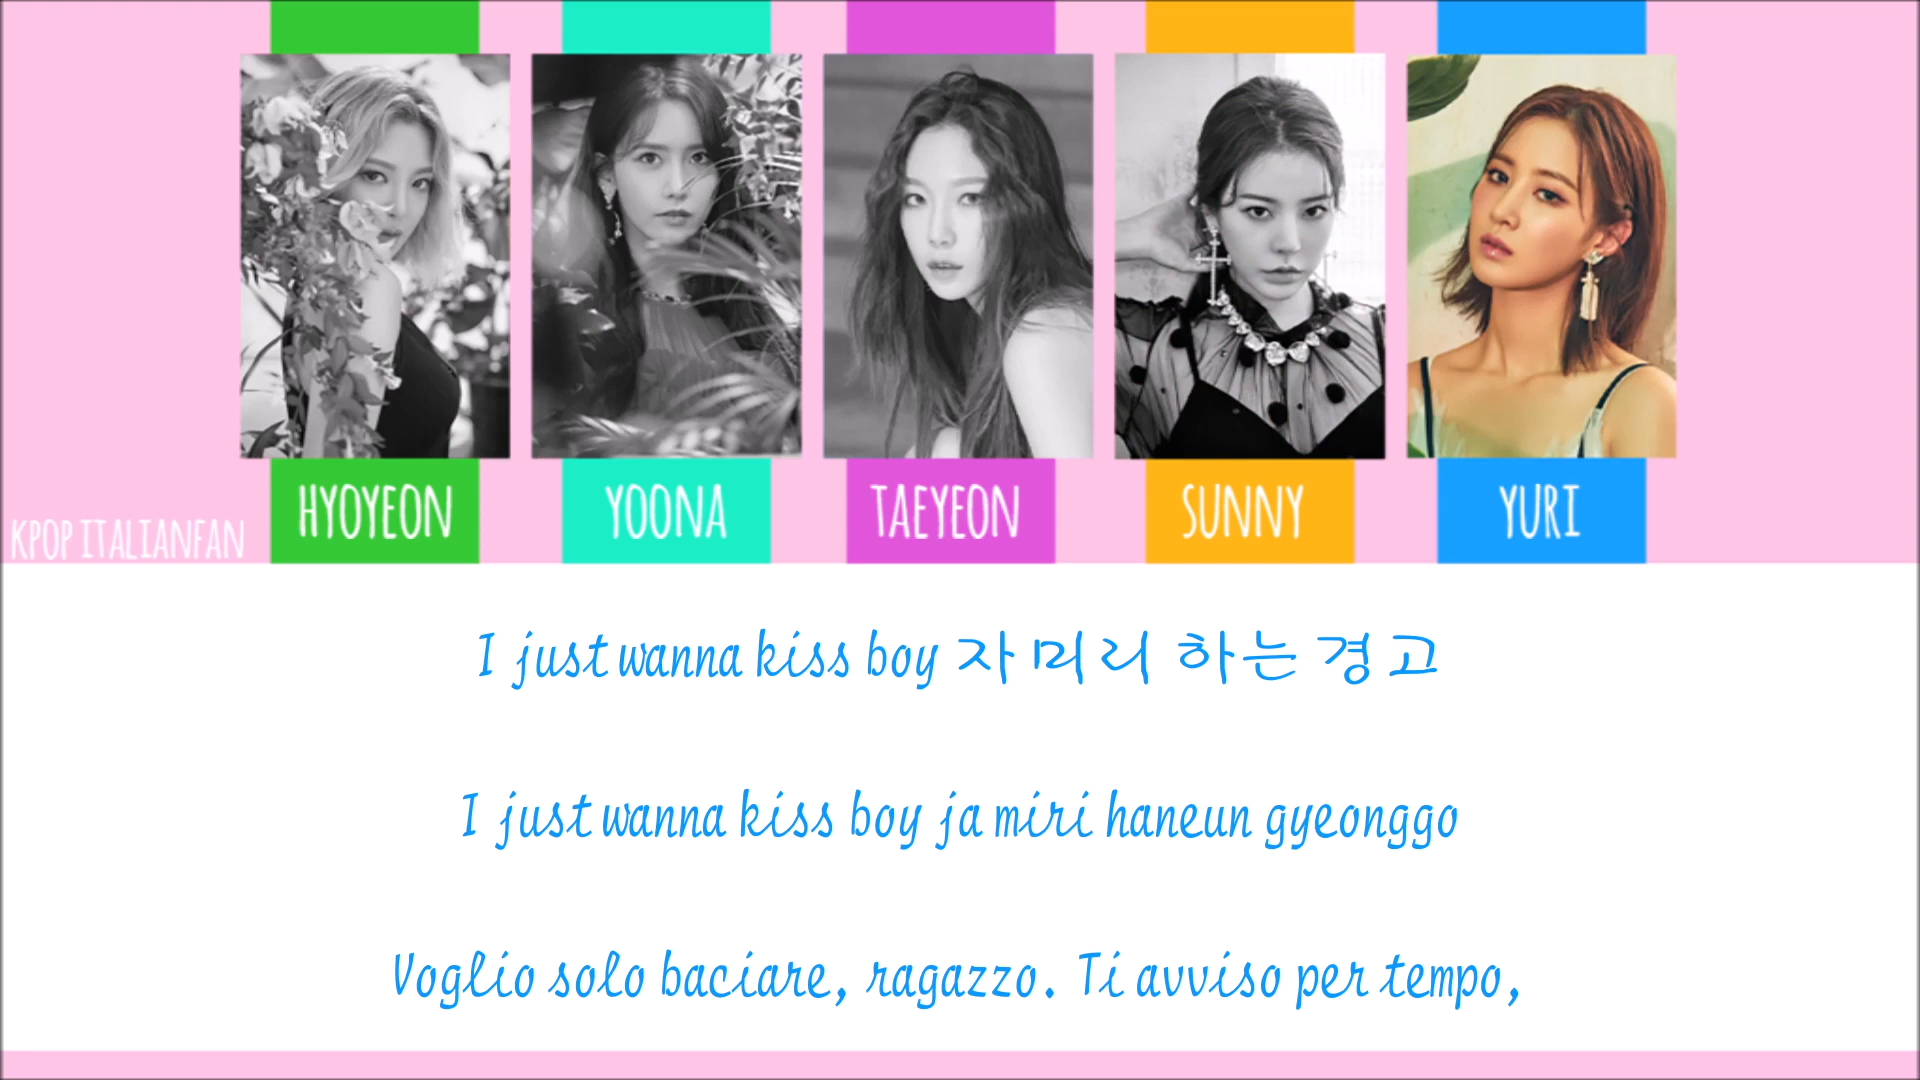 HYOYEON
YOONA
TAEYEON
SUNNY
YURI
KPOP ITALIANFAN
I just wanna kiss boy 자 미리 하는 경고
I just wanna kiss boy ja miri haneun gyeonggo
Voglio solo baciare, ragazzo. Ti avviso per tempo,